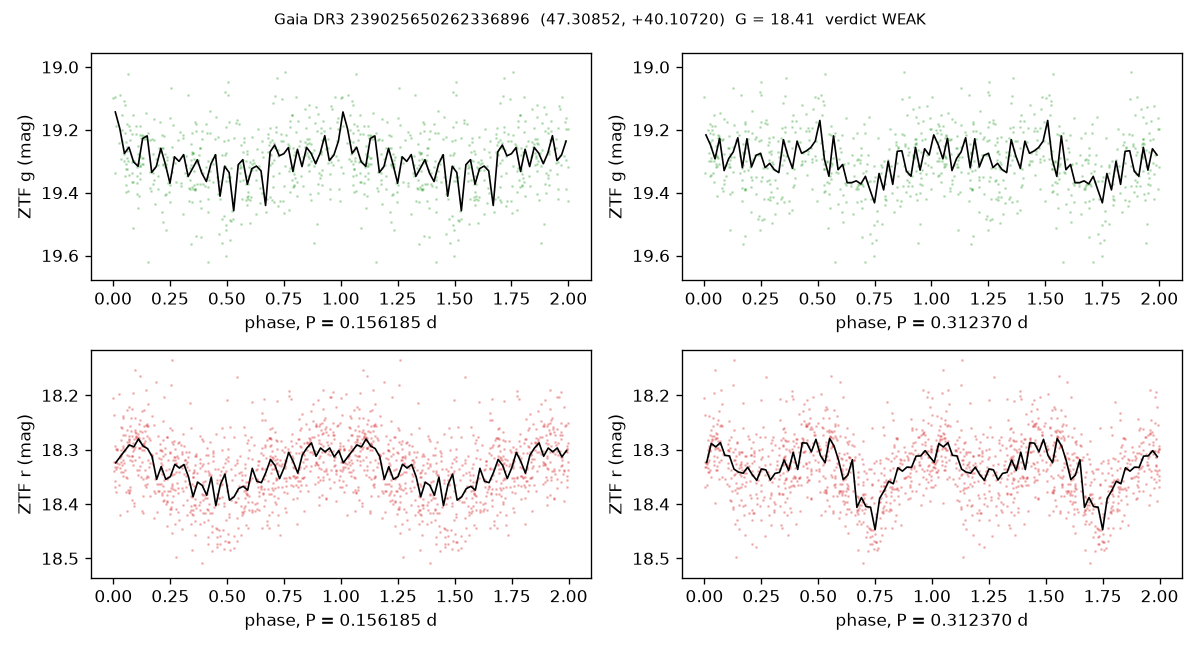 Gaia DR3 239025650262336896  (47.30852, +40.10720)  G = 18.41  verdict WEAK
ZTF g (mag)
19.0
19.2
19.4
19.6
0.00 0.25 0.50 0.75 1.00 1.25 1.50 1.75 2.00
phase, P = 0.156185 d
ZTF g (mag)
19.0
19.2
19.4
19.6
0.00 0.25 0.50 0.75 1.00 1.25 1.50 1.75 2.00
phase, P = 0.312370 d
ZTF r (mag)
18.2
18.3
18.4
18.5
0.00 0.25 0.50 0.75 1.00 1.25 1.50 1.75 2.00
phase, P = 0.156185 d
ZTF r (mag)
18.2
18.3
18.4
18.5
0.00 0.25 0.50 0.75 1.00 1.25 1.50 1.75 2.00
phase, P = 0.312370 d